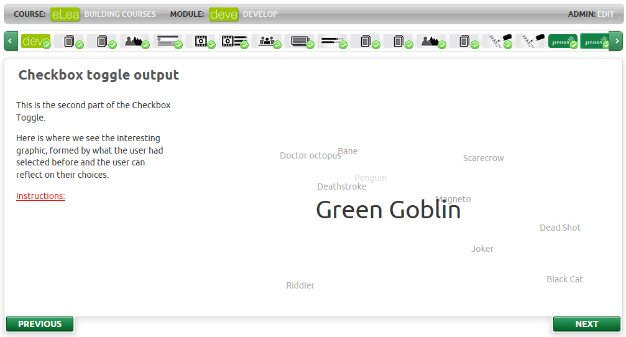 COURSE: eLea BUILDING COURSES MODULE: deve DEVELOP ADMIN: EDIT
deve
Checkbox toggle output
This is the second part of the Checkbox
Toggle.
Here is where we see the interesting
graphic, formed by what the user had
selected before and the user can
reflect on their choices.
Instructions:
Bane
Doctor octopus
Scarecrow
Penguin
Deathstroke
Magneto
Green Goblin
Dead Shot
Joker
Black Cat
Riddler
PREVIOUS
NEXT